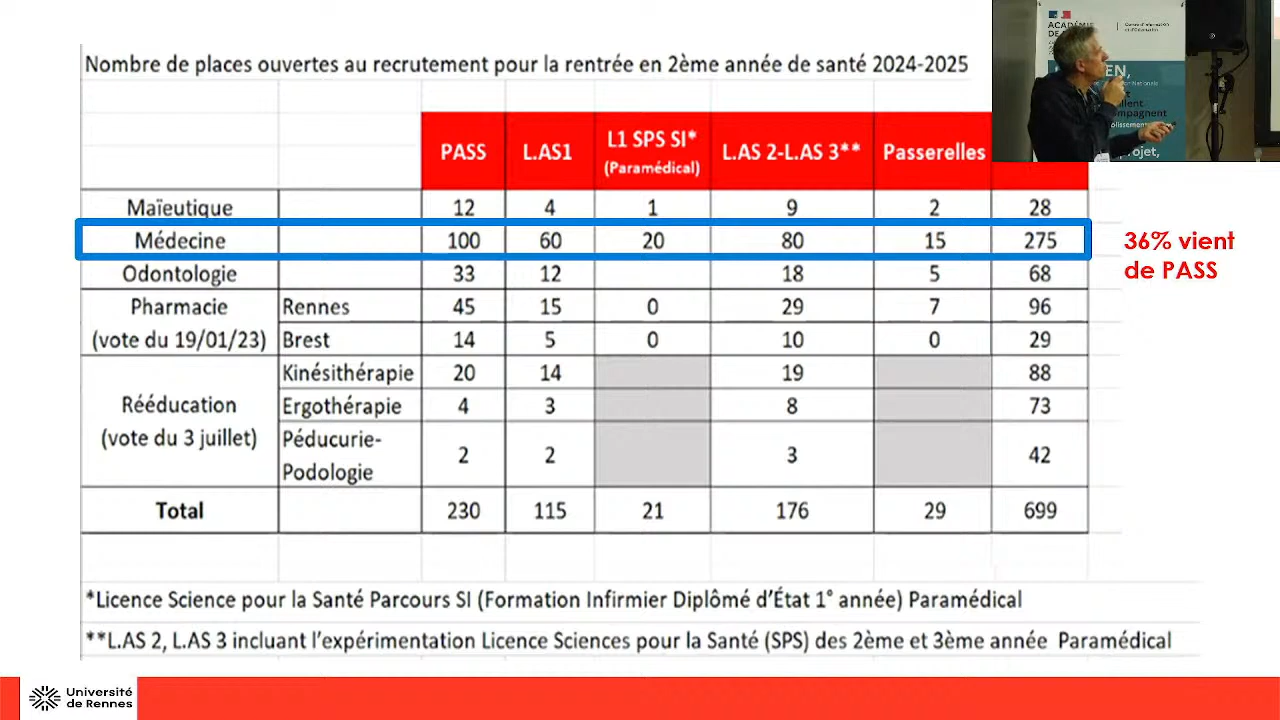 Nombre de places ouvertes au recrutement pour la rentrée en 2ème année de santé 2024-2025
PASS L.AS1 L1 SPS SI* (Paramédical) L.AS 2-L.AS 3** Passerelles
Maïeutique 12 4 1 9 2 28
Médecine 100 60 20 80 15 275
36% vient
de PASS
Odontologie 33 12 18 5 68
Pharmacie Rennes 45 15 0 29 7 96
(vote du 19/01/23) Brest 14 5 0 10 0 29
Kinésithérapie 20 14 19 88
Rééducation Ergothérapie 4 3 8 73
(vote du 3 juillet) Péducurie-
Podologie 2 2 3 42
Total 230 115 21 176 29 699
*Licence Science pour la Santé Parcours SI (Formation Infirmier Diplômé d’État 1° année) Paramédical
**L.AS 2, L.AS 3 incluant l’expérimentation Licence Sciences pour la Santé (SPS) des 2ème et 3ème année Paramédical
Université
de Rennes
ACADÉMIE
EN,
compagnent
projet,